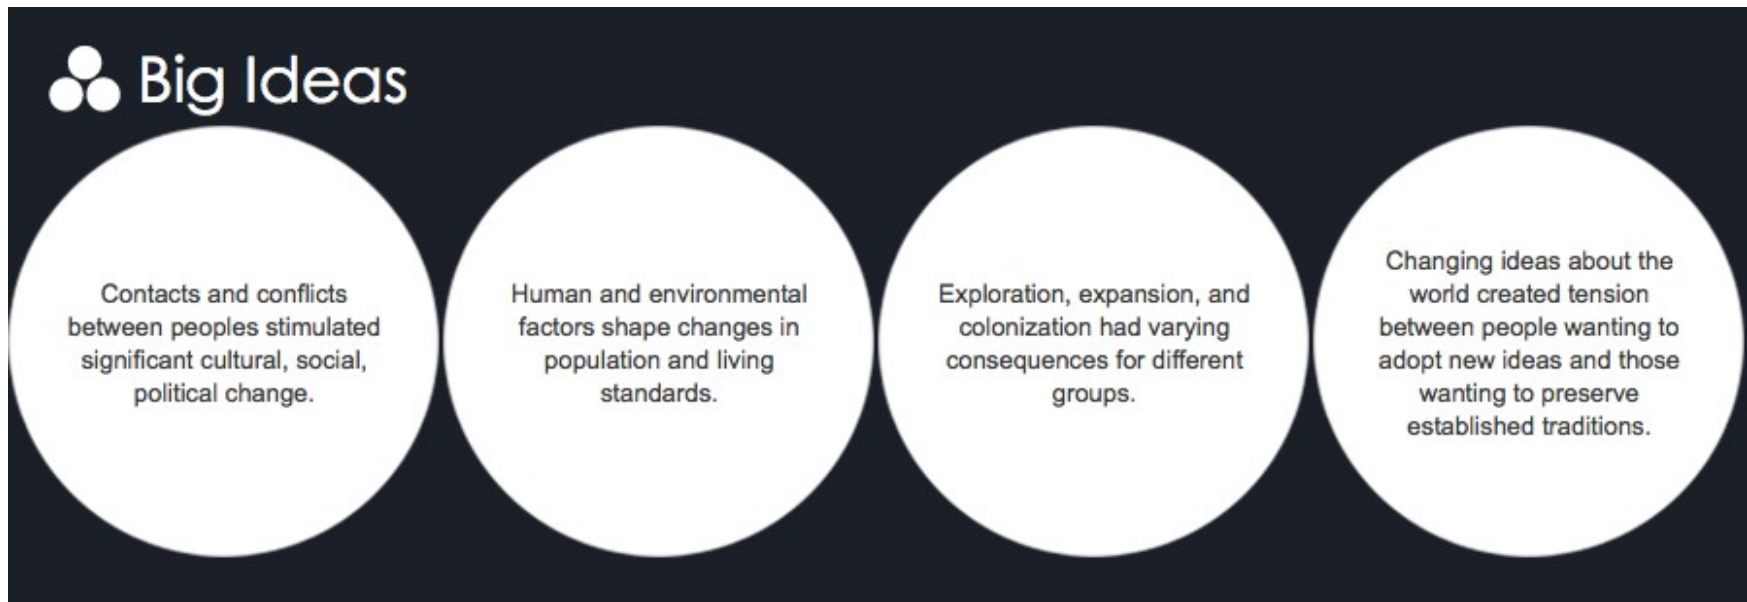 Big Ideas
Contacts and conflicts
between peoples stimulated
significant cultural, social,
political change.
Human and environmental
factors shape changes in
population and living
standards.
Exploration, expansion, and
colonization had varying
consequences for different
groups.
Changing ideas about the
world created tension
between people wanting to
adopt new ideas and those
wanting to preserve
established traditions.